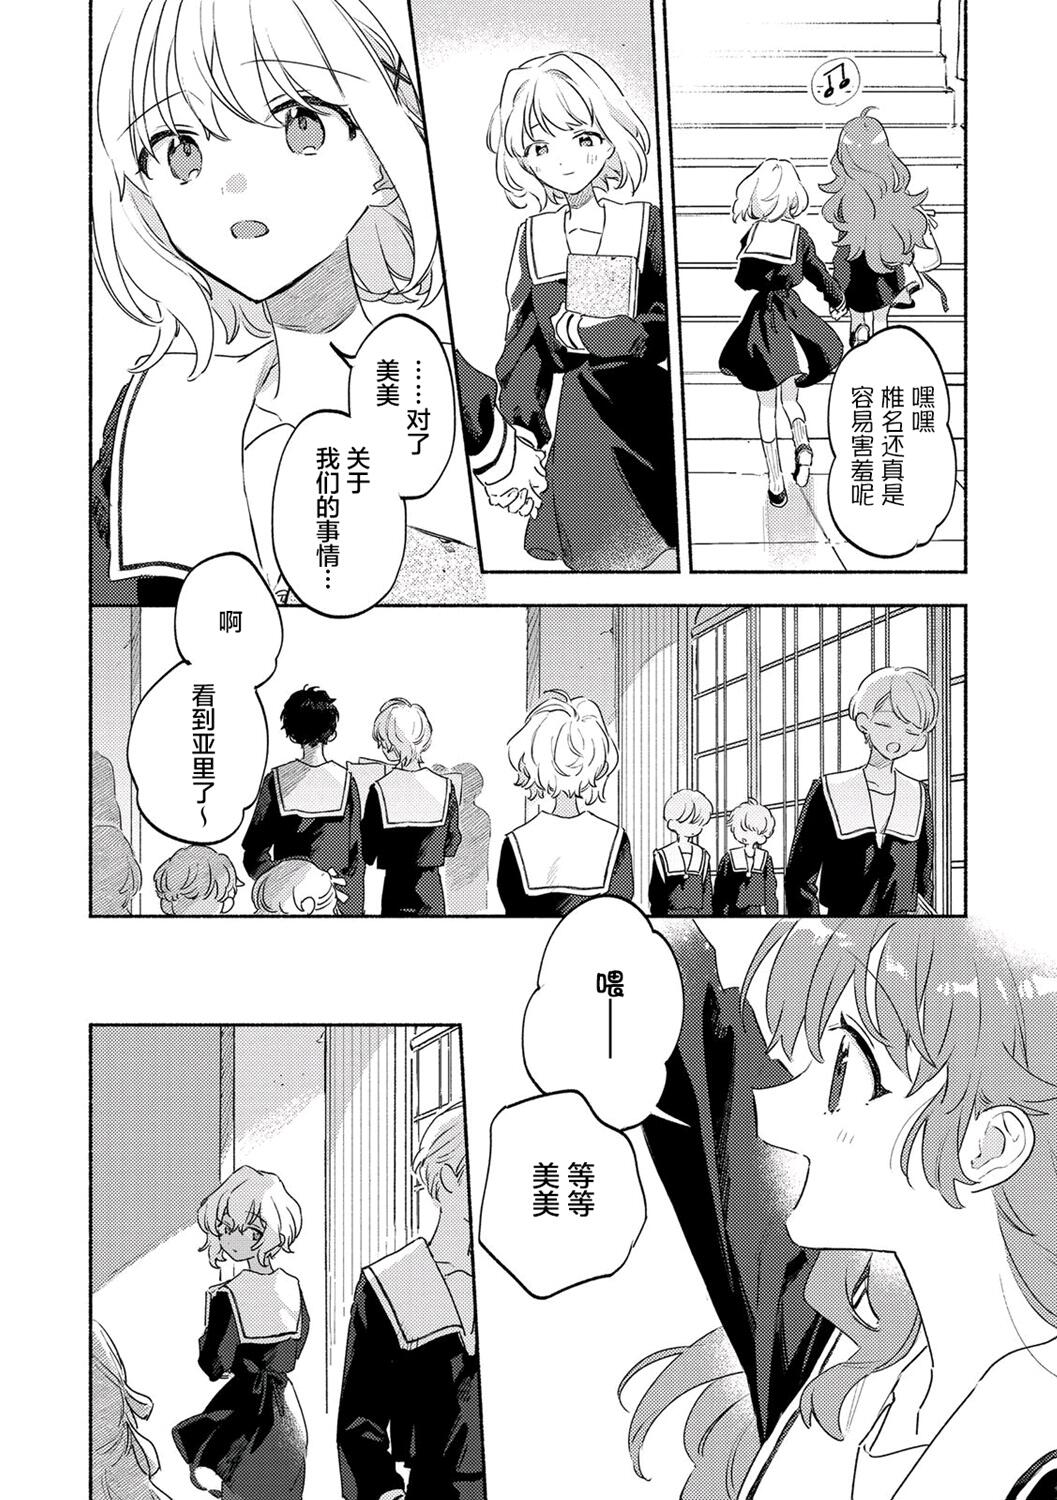 嘿嘿
椎名还真是
容易害羞呢
……对了
美美
关于
我们的事情…
啊
看到亚里了~
喂——
等等
美美